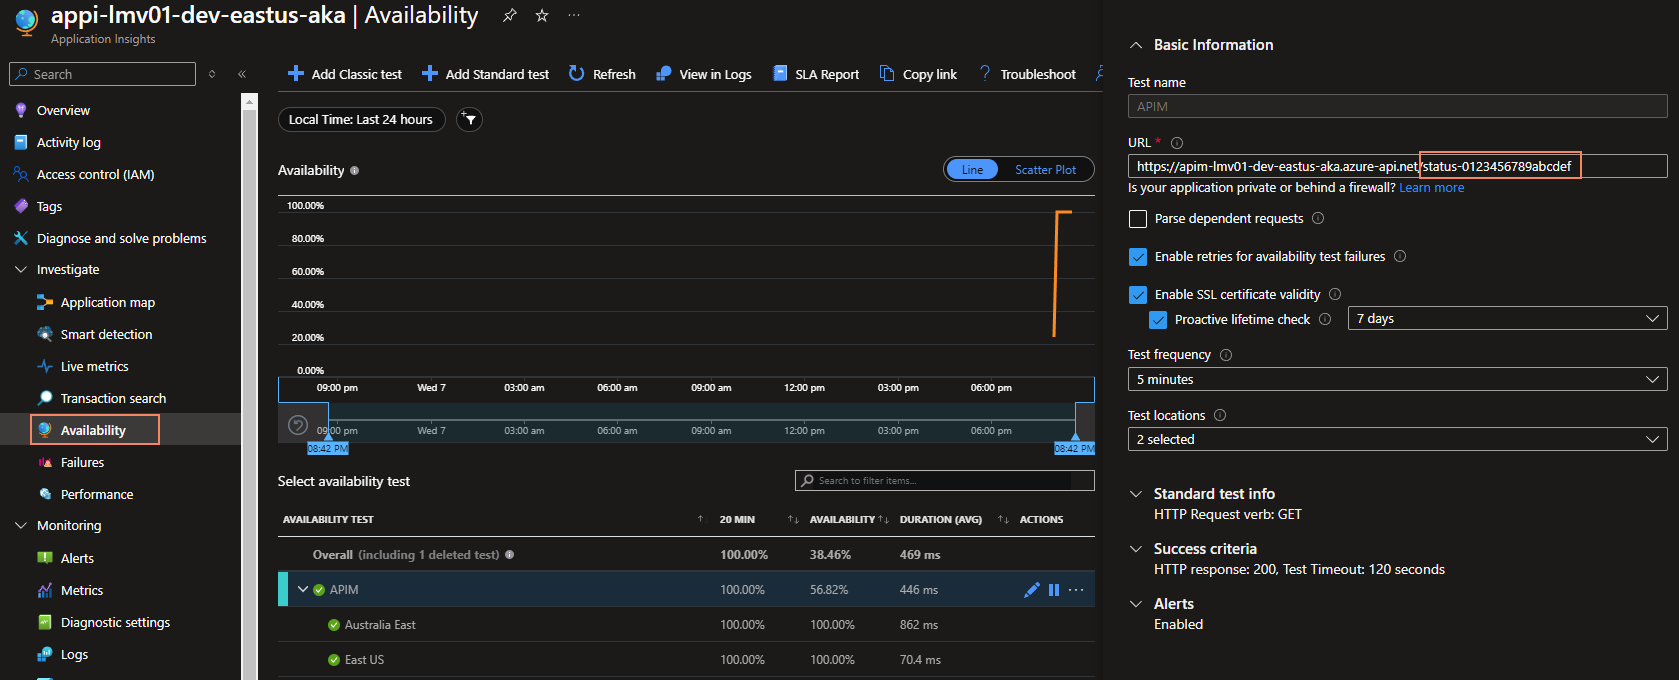 appi-lmv01-dev-eastus-aka | Availability
Application Insights
Search
Overview
Activity log
Access control (IAM)
Tags
Diagnose and solve problems
Investigate
Application map
Smart detection
Live metrics
Transaction search
Availability
Failures
Performance
Monitoring
Alerts
Metrics
Diagnostic settings
Logs
Add Classic test Add Standard test Refresh View in Logs SLA Report Copy link Troubleshoot
Local Time: Last 24 hours
Availability
Line Scatter Plot
100.00%
80.00%
60.00%
40.00%
20.00%
0.00%
09:00 pm Wed 7 03:00 am 06:00 am 09:00 am 12:00 pm 03:00 pm 06:00 pm
09:00 pm Wed 7 03:00 am 06:00 am 09:00 am 12:00 pm 03:00 pm 06:00 pm
08:42 PM 08:42 PM
Select availability test
Search to filter items...
AVAILABILITY TEST 20 MIN AVAILABILITY DURATION (AVG) ACTIONS
Overall (including 1 deleted test) 100.00% 38.46% 469 ms
APIM 100.00% 56.82% 446 ms
Australia East 100.00% 100.00% 862 ms
East US 100.00% 100.00% 70.4 ms
Basic Information
Test name
APIM
URL *
https://apim-lmv01-dev-eastus-aka.azure-api.net/status-0123456789abcdef
Is your application private or behind a firewall? Learn more
Parse dependent requests
Enable retries for availability test failures
Enable SSL certificate validity
Proactive lifetime check 7 days
Test frequency
5 minutes
Test locations
2 selected
Standard test info
HTTP Request verb: GET
Success criteria
HTTP response: 200, Test Timeout: 120 seconds
Alerts
Enabled